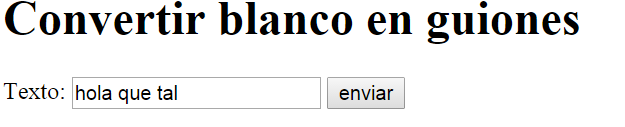 Convertir blanco en guiones
Texto: hola que tal enviar